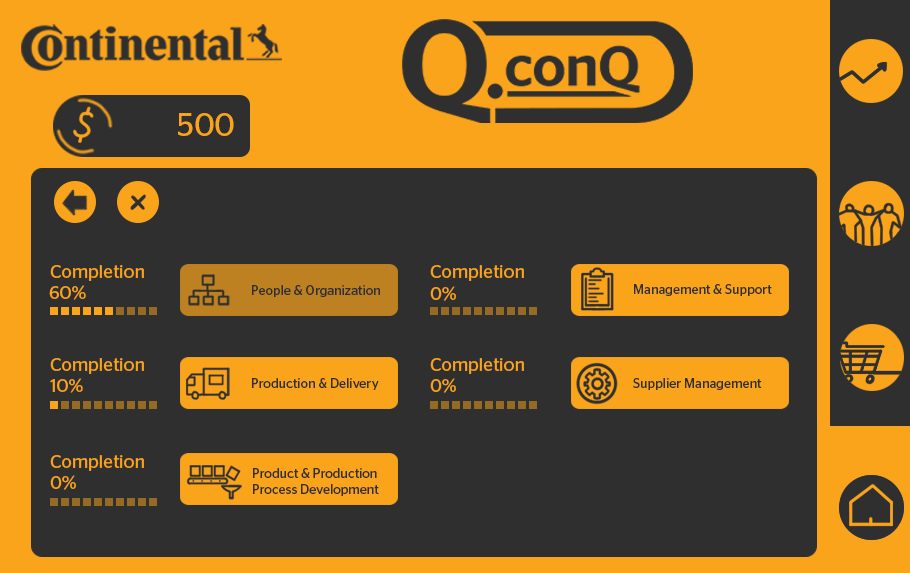 Continental
Q.conQ
$ 500
Completion
60%
People & Organization
Completion
0%
Management & Support
Completion
10%
Production & Delivery
Completion
0%
Supplier Management
Completion
0%
Product & Production
Process Development